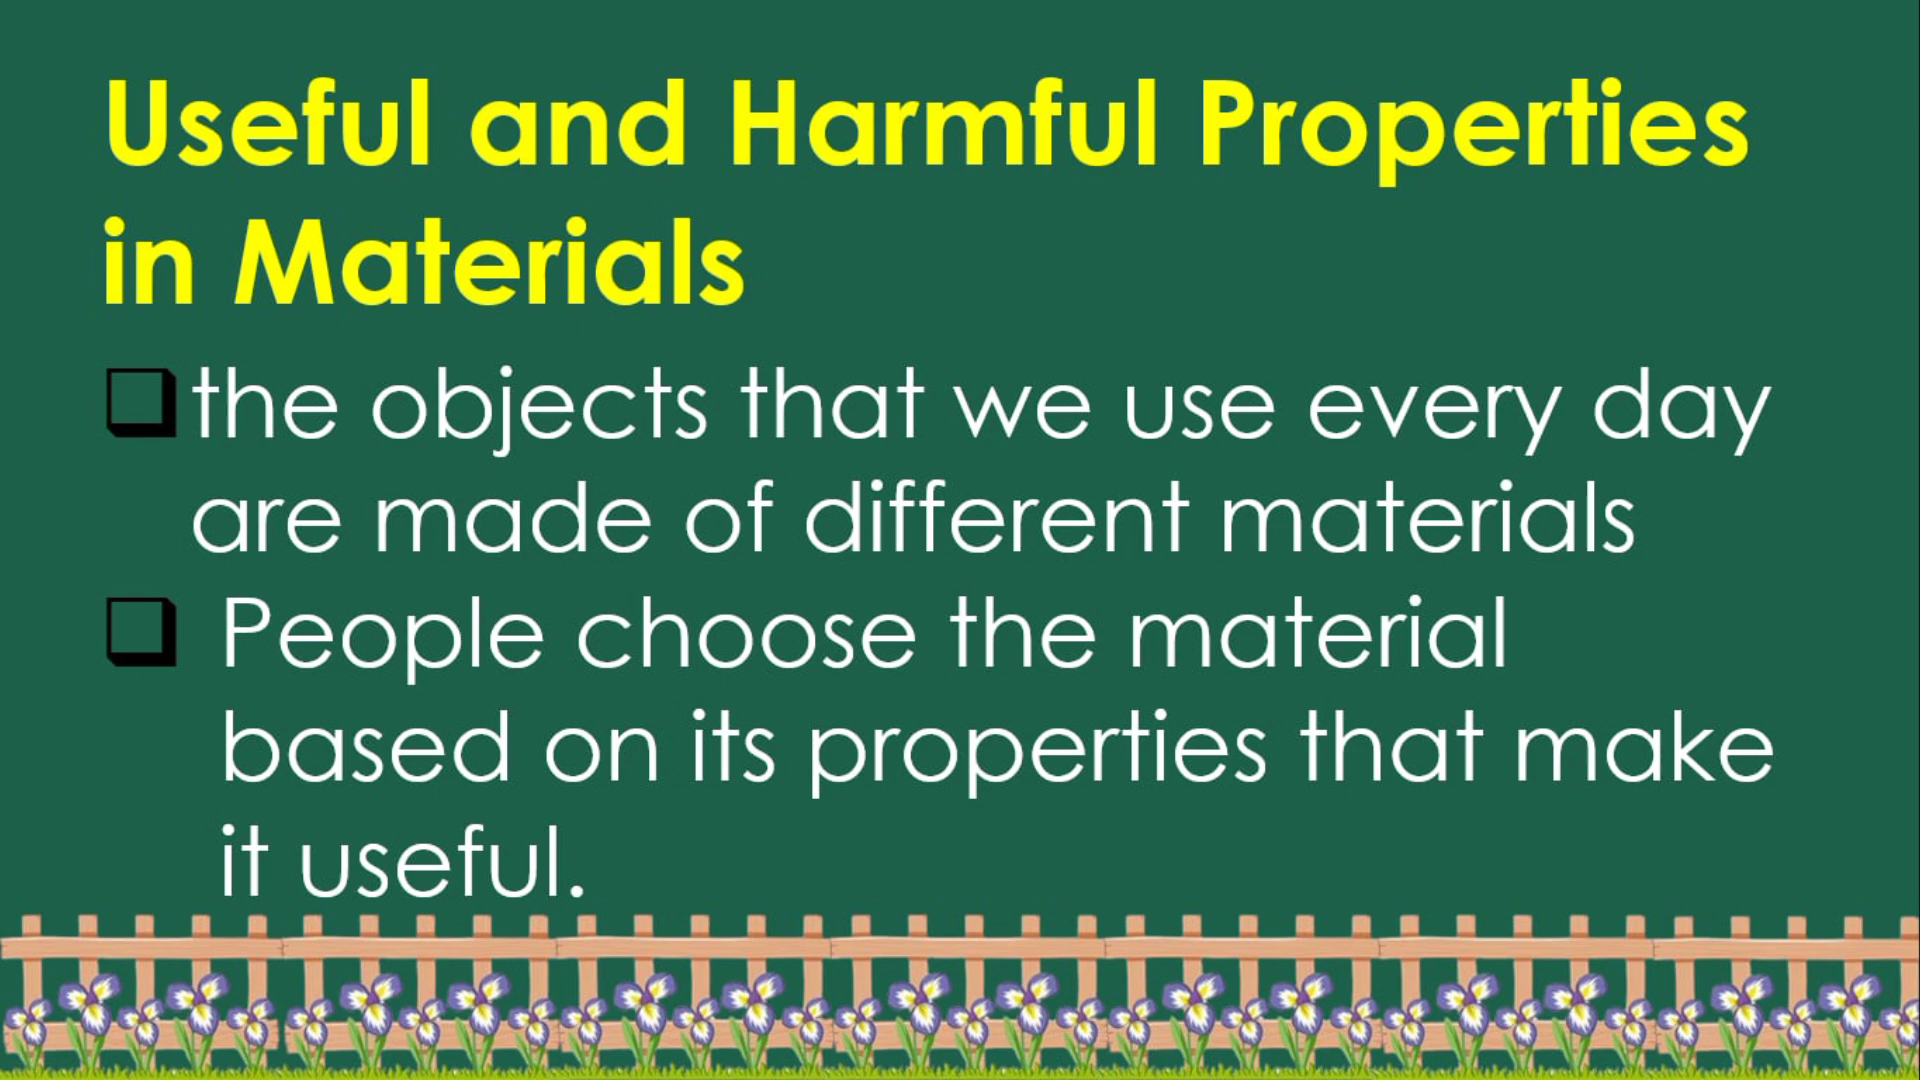 Useful and Harmful Properties
in Materials
the objects that we use every day
are made of different materials
People choose the material
based on its properties that make
it useful.